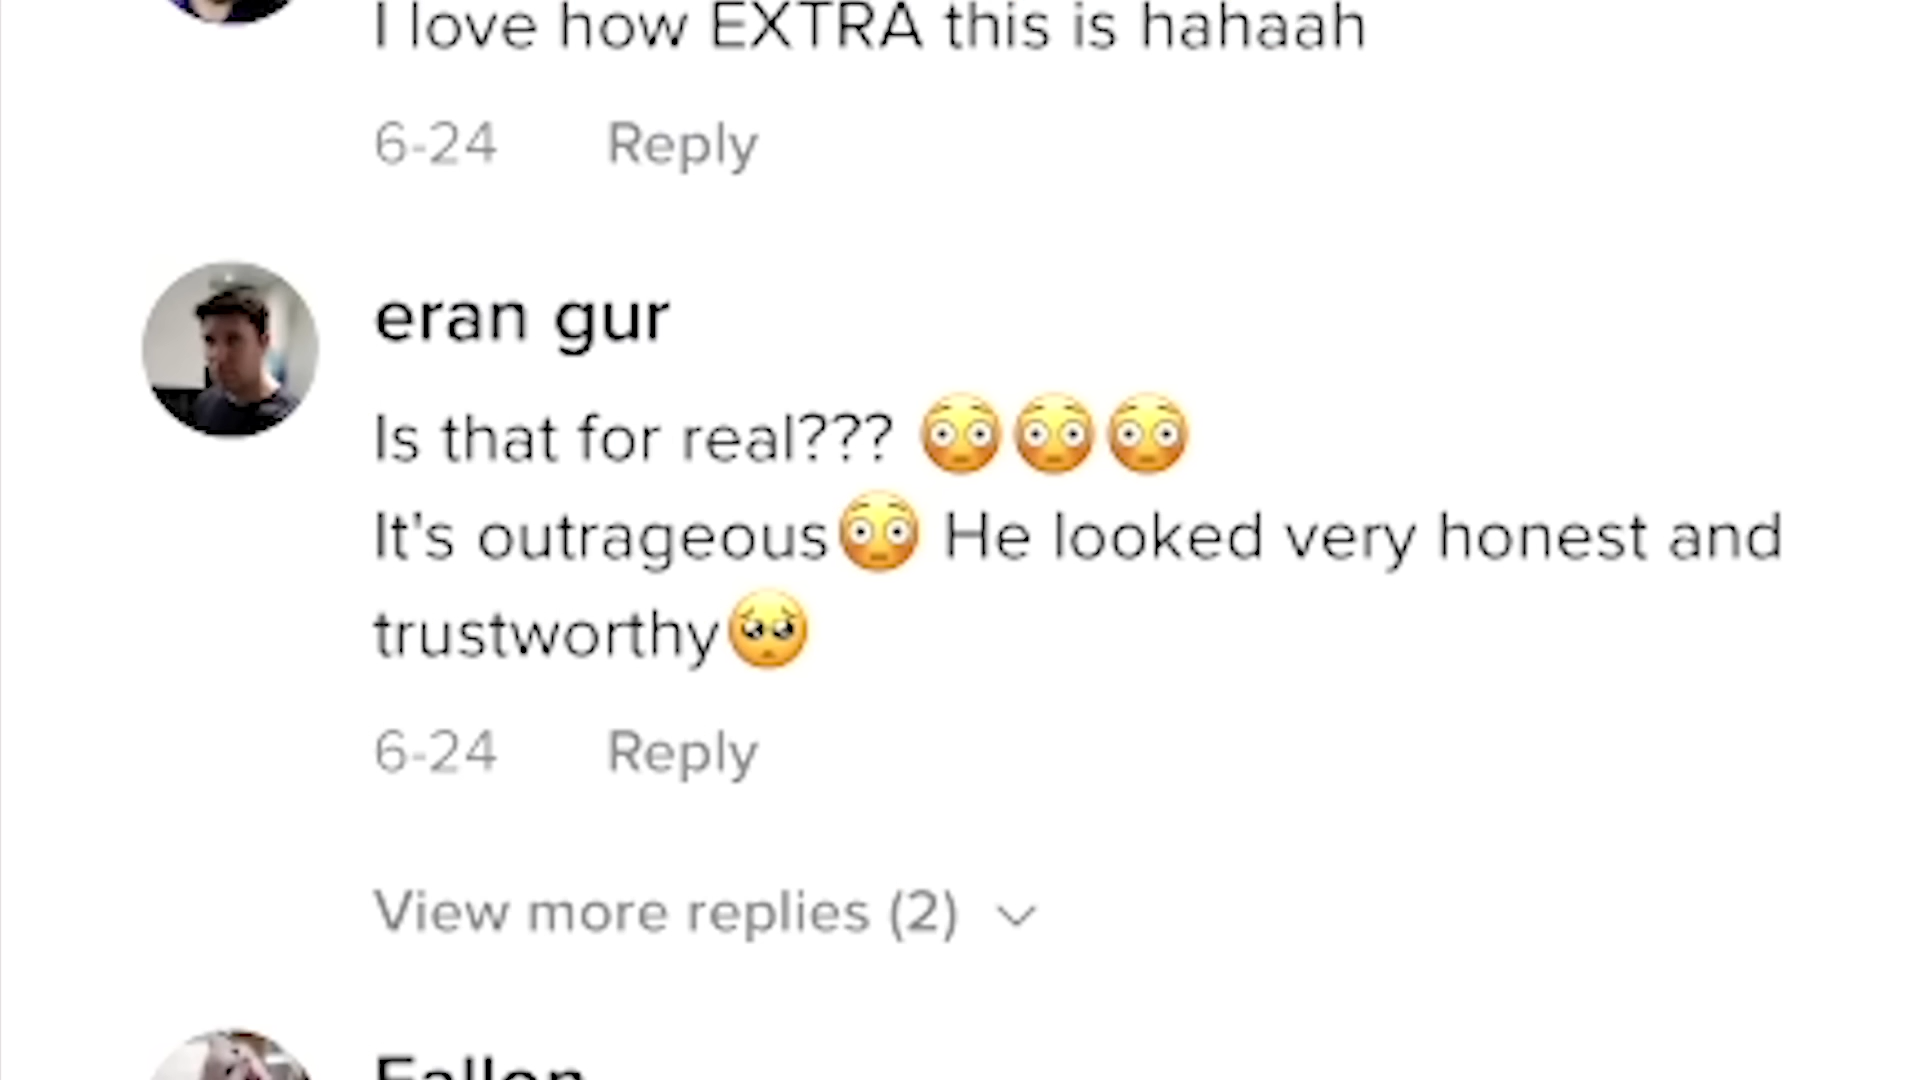 I love how EXTRA this is hahaah
6-24 Reply
eran gur
Is that for real??? 😳😳😳
It's outrageous😳 He looked very honest and
trustworthy🥺
6-24 Reply
View more replies (2)
Fallon